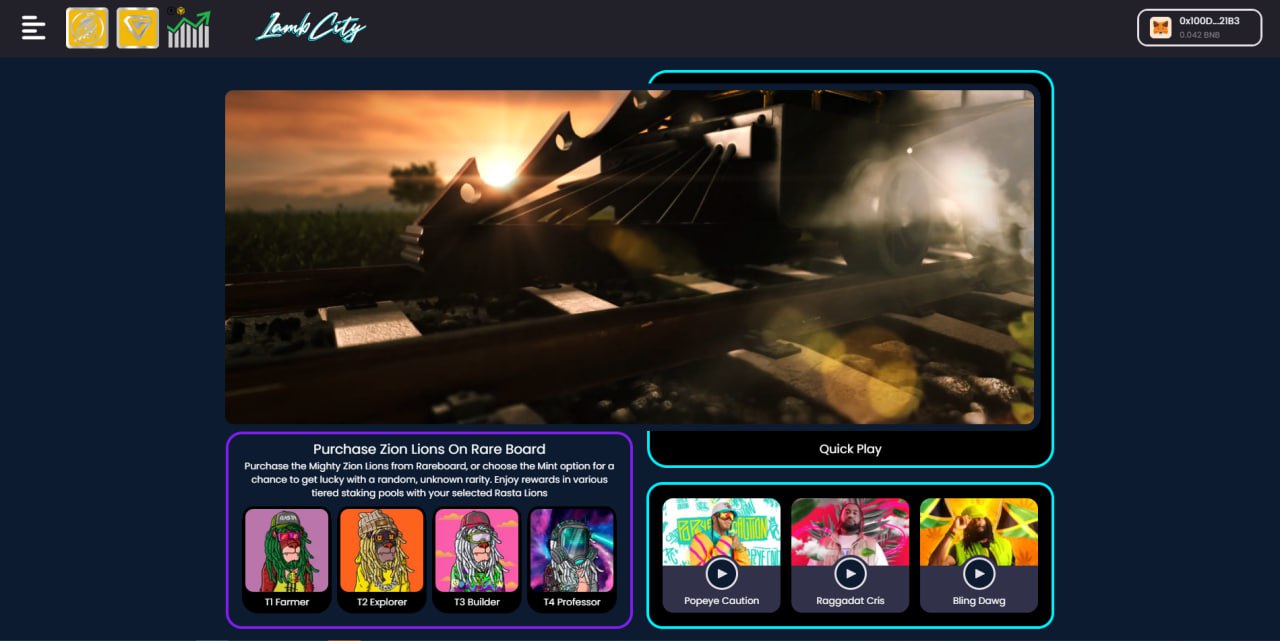 Lamb City
0x100D...21B3
0.042 BNB
Purchase Zion Lions On Rare Board
Purchase the Mighty Zion Lions from Rareboard, or choose the Mint option for a
chance to get lucky with a random, unknown rarity. Enjoy rewards in various
tiered staking pools with your selected Rasta Lions
T1 Farmer
T2 Explorer
T3 Builder
T4 Professor
Quick Play
Popeye Caution
Raggadat Cris
Bling Dawg